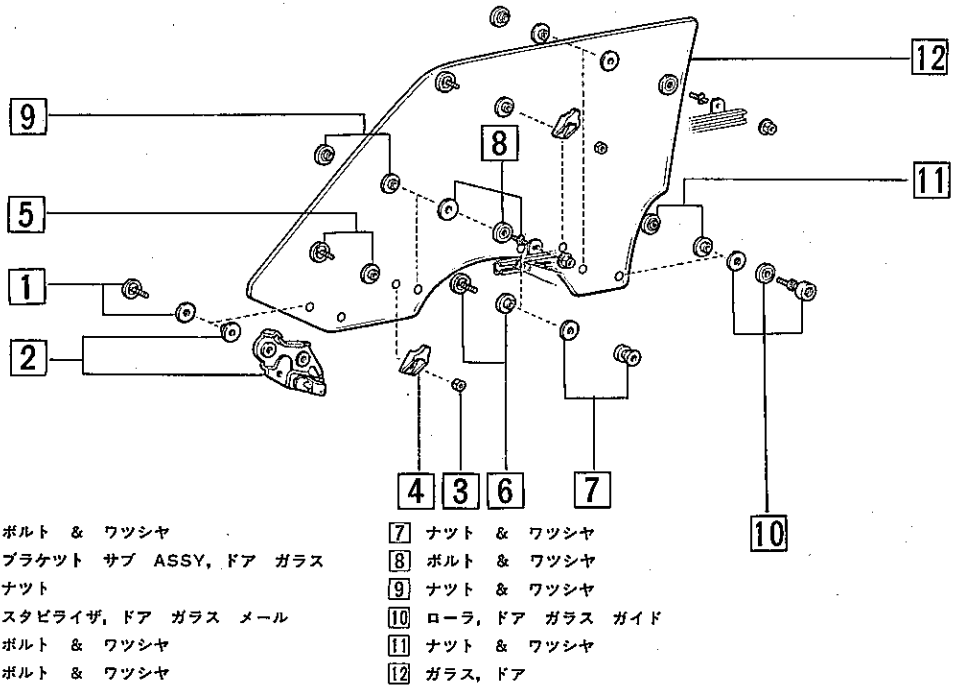 12
9
8
11
5
1
2
4 3 6 7
10
ボルト & ワツシヤ
ブラケツト サブ ASSY, ドア ガラス
ナツト
スタビライザ, ドア ガラス メール
ボルト & ワツシヤ
ボルト & ワツシヤ
7 ナツト & ワツシヤ
8 ボルト & ワツシヤ
9 ナツト & ワツシヤ
10 ローラ, ドア ガラス ガイド
11 ナツト & ワツシヤ
12 ガラス, ドア